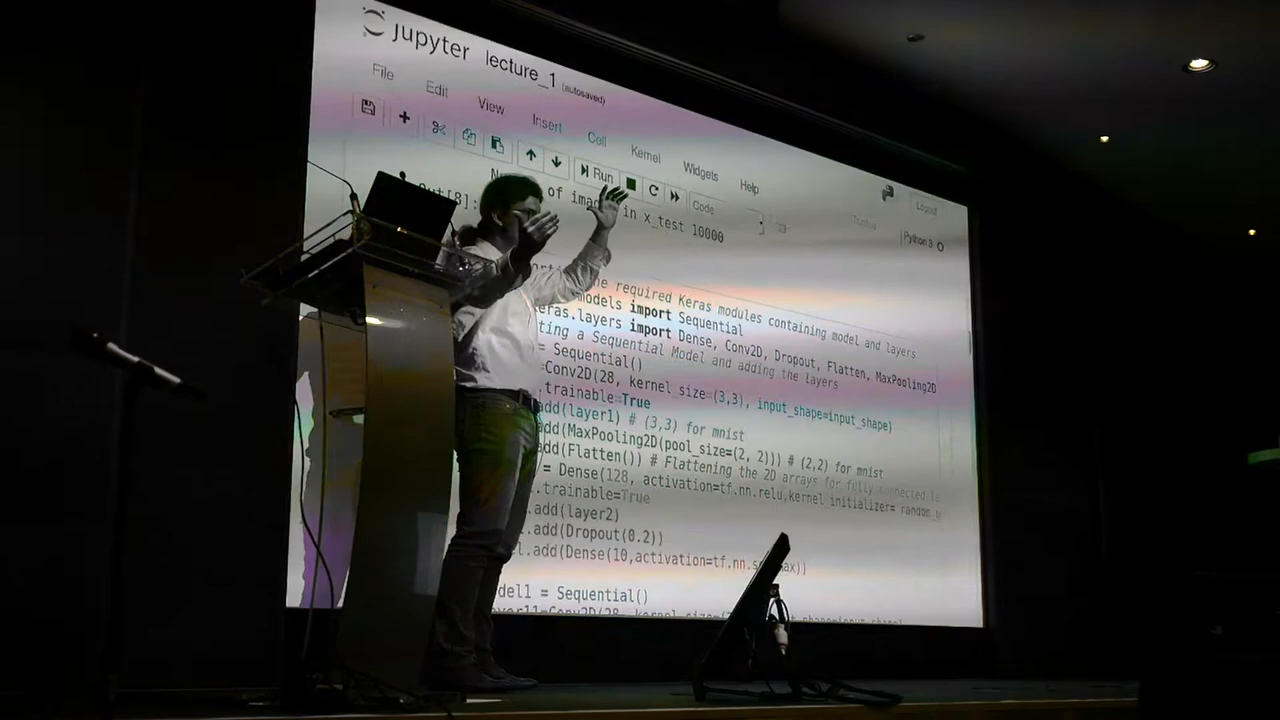 jupyter lecture_1 (autosaved)
File Edit View Insert Cell Kernel Widgets Help
Run Code Logout
Python 3
Out[8]: of in x_test 10000
required Keras modules containing model and layers
models import Sequential
keras.layers import Dense, Conv2D, Dropout, Flatten, MaxPooling2D
ting a Sequential Model and adding the layers
= Sequential()
Conv2D(28, kernel_size=(3,3), input_shape=input_shape)
.trainable=True
add(layer1) # (3,3) for mnist
add(MaxPooling2D(pool_size=(2, 2))) # (2,2) for mnist
add(Flatten()) # Flattening the 2D arrays for fully connected
= Dense(128, activation=tf.nn.relu,kernel_initializer= random_
.trainable=True
.add(layer2)
.add(Dropout(0.2))
.add(Dense(10,activation=tf.nn.
= Sequential()